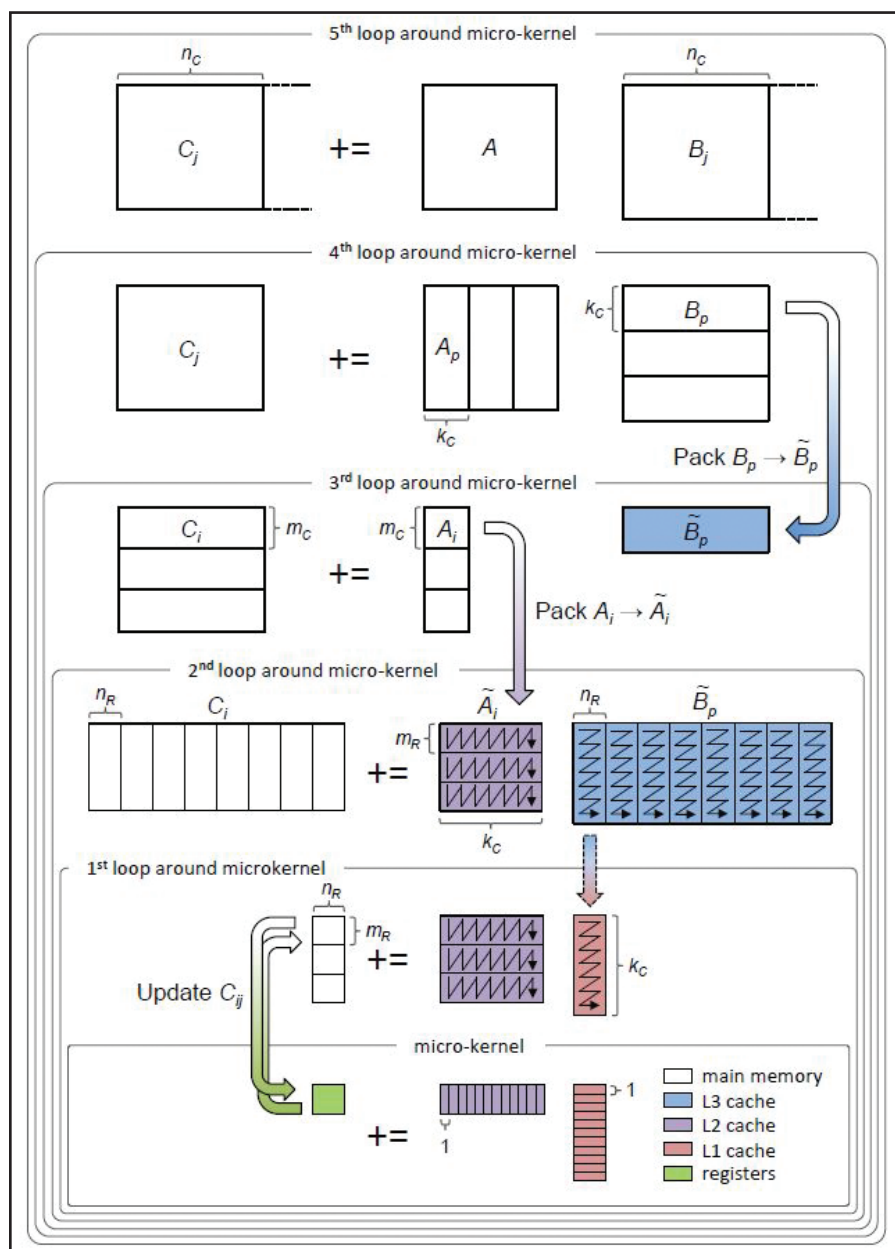 5th loop around micro-kernel
nC nC
Cj += A Bj
4th loop around micro-kernel
Cj += Ap kC Bp
kC
Pack Bp → B̃p
3rd loop around micro-kernel
Ci mC += mC Ai B̃p
Pack Ai → Ãi
2nd loop around micro-kernel
nR Ci Ãi nR B̃p
+= mR
kC
1st loop around microkernel
nR
mR += kC
Update Cij
micro-kernel
+= 1 1
main memory
L3 cache
L2 cache
L1 cache
registers